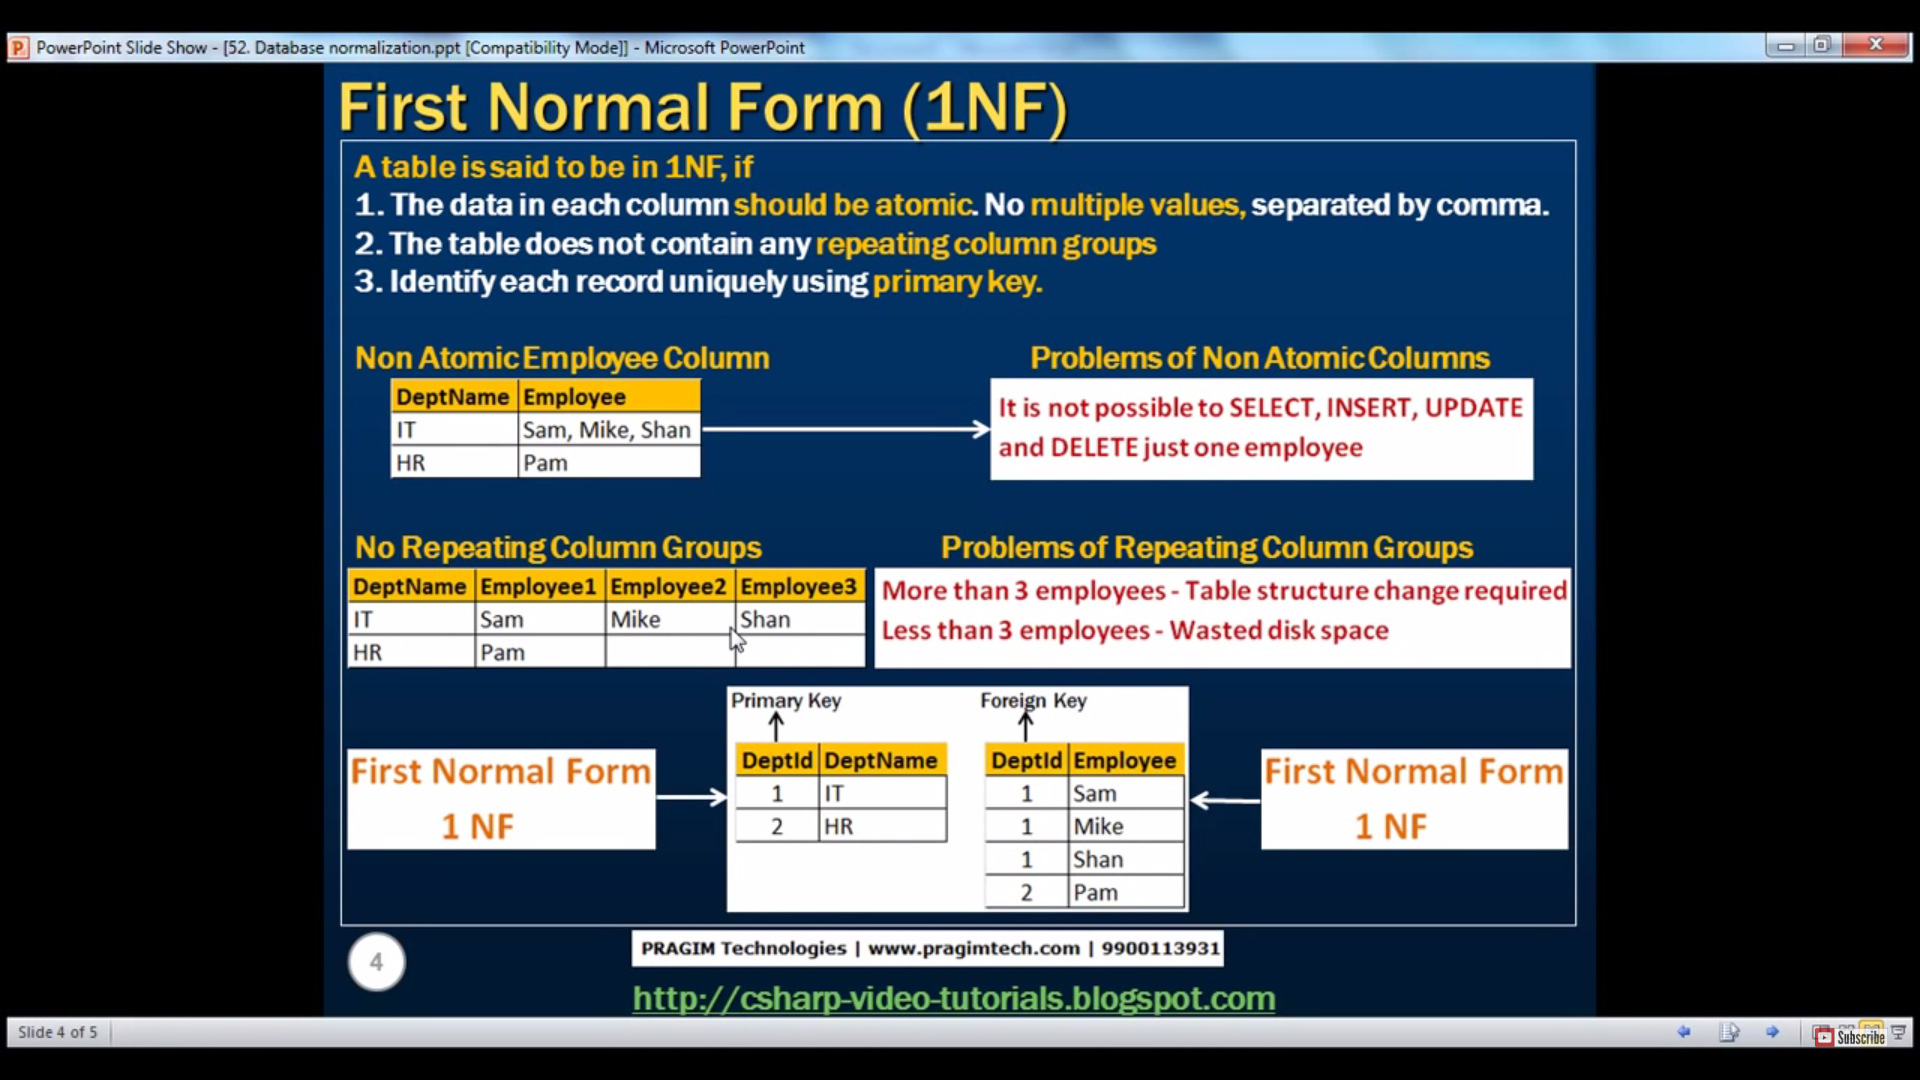 PowerPoint Slide Show - [52. Database normalization.ppt [Compatibility Mode]] - Microsoft PowerPoint
First Normal Form (1NF)
A table is said to be in 1NF, if
1. The data in each column should be atomic. No multiple values, separated by comma.
2. The table does not contain any repeating column groups
3. Identify each record uniquely using primary key.
Non Atomic Employee Column
DeptName Employee
IT Sam, Mike, Shan
HR Pam
Problems of Non Atomic Columns
It is not possible to SELECT, INSERT, UPDATE
and DELETE just one employee
No Repeating Column Groups
DeptName Employee1 Employee2 Employee3
IT Sam Mike Shan
HR Pam
Problems of Repeating Column Groups
More than 3 employees - Table structure change required
Less than 3 employees - Wasted disk space
First Normal Form
1 NF
Primary Key
DeptId DeptName
1 IT
2 HR
Foreign Key
DeptId Employee
1 Sam
1 Mike
1 Shan
2 Pam
First Normal Form
1 NF
4
PRAGIM Technologies | www.pragimtech.com | 9900113931
http://csharp-video-tutorials.blogspot.com
Slide 4 of 5
Subscribe